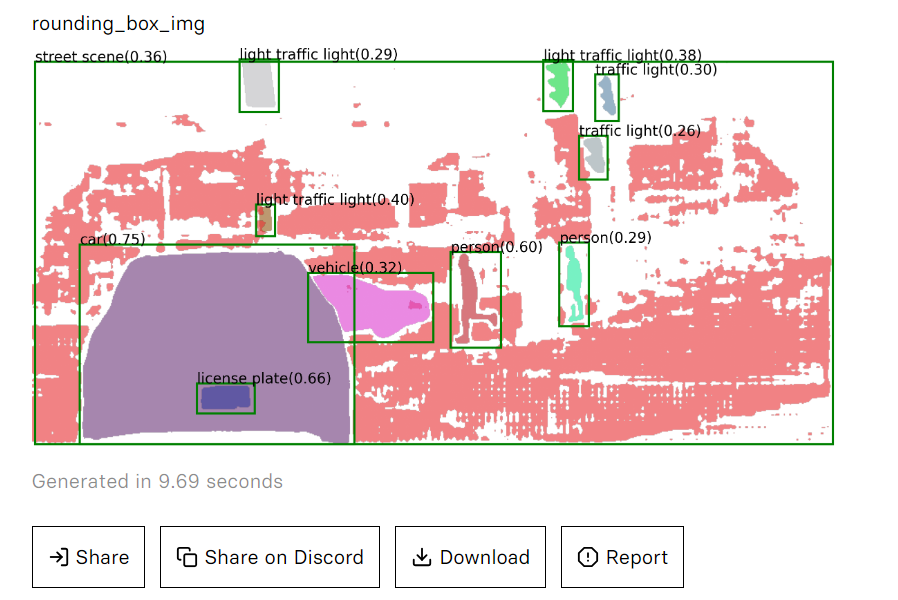 rounding_box_img
street scene(0.36)
light traffic light(0.29)
light traffic light(0.38)
traffic light(0.30)
traffic light(0.26)
light traffic light(0.40)
car(0.75)
person(0.60)
person(0.29)
vehicle(0.32)
license plate(0.66)
Generated in 9.69 seconds
Share
Share on Discord
Download
Report